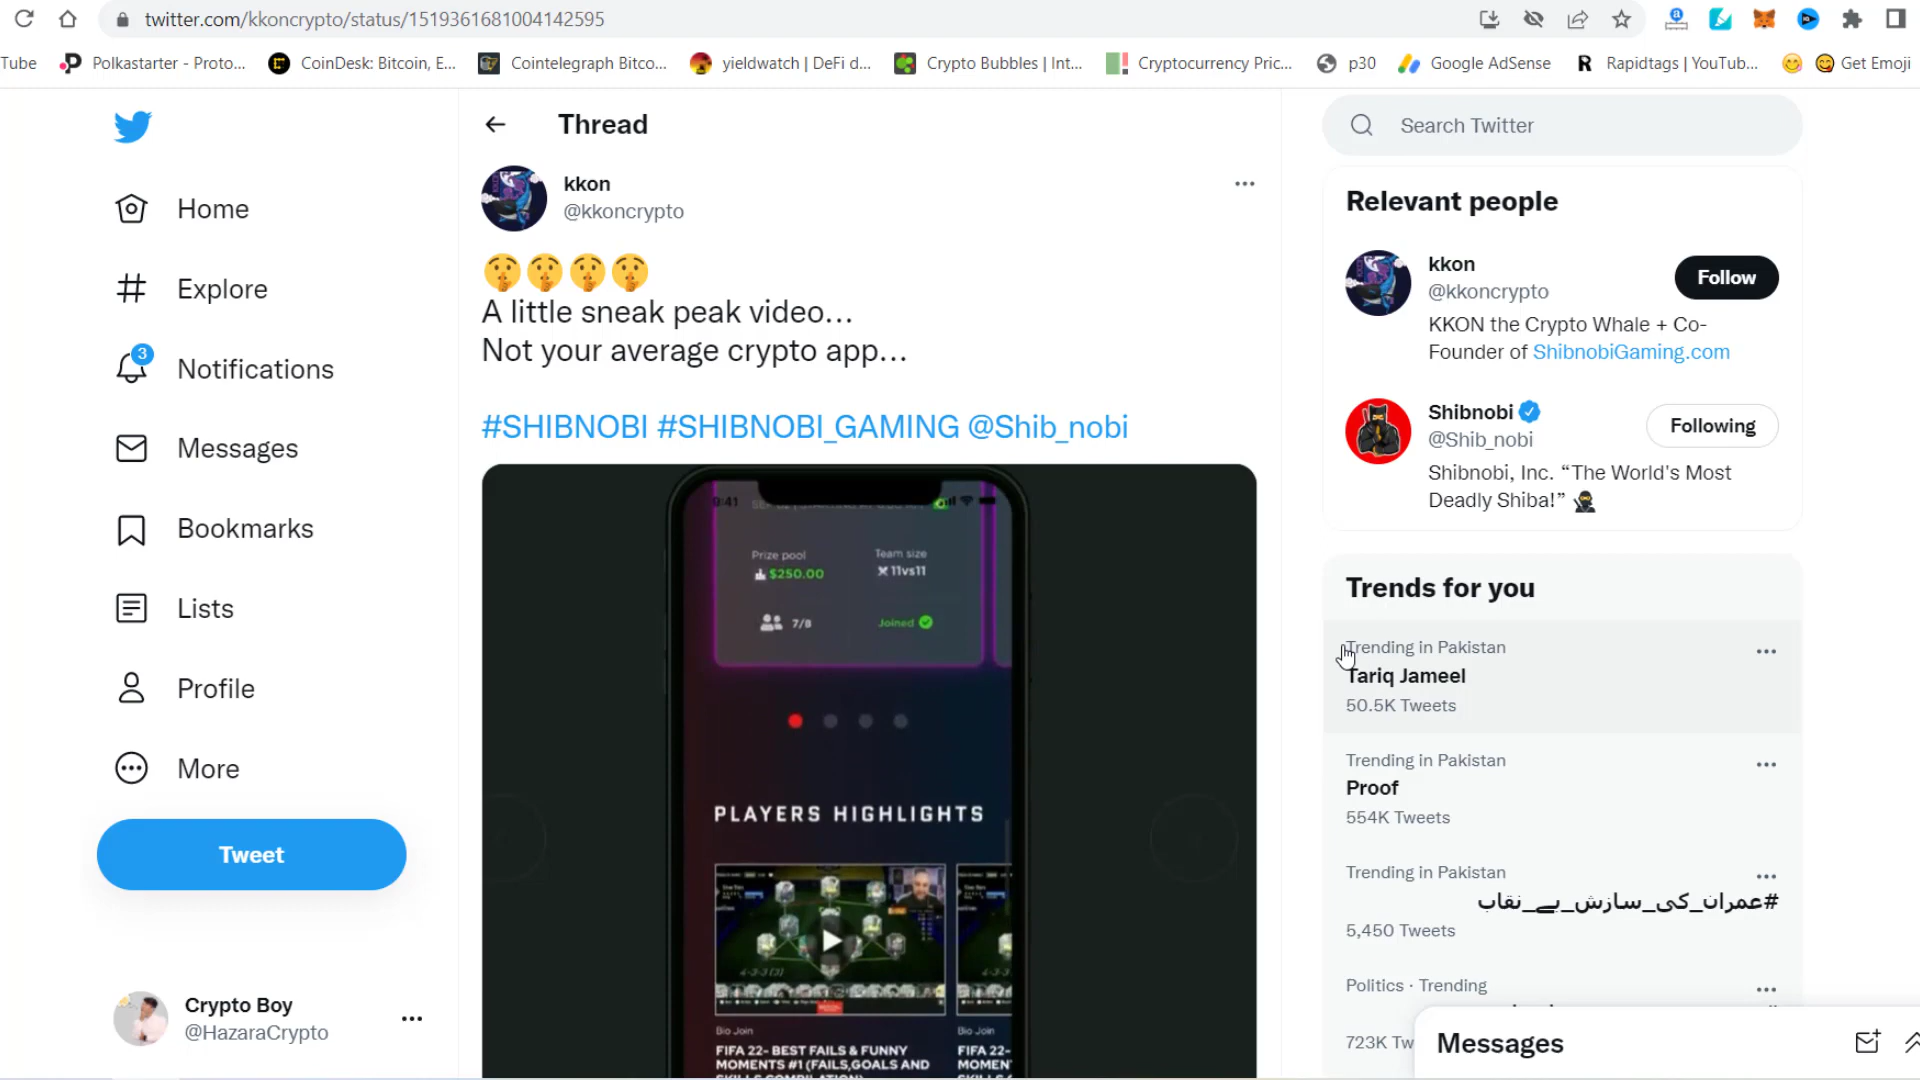 twitter.com/kkoncrypto/status/1519361681004142595
Tube
Polkastarter - Proto...
CoinDesk: Bitcoin, E...
Cointelegraph Bitco...
yieldwatch | DeFi d...
Crypto Bubbles | Int...
Cryptocurrency Pric...
p30
Google AdSense
Rapidtags | YouTub...
Get Emoji
Home
Explore
3
Notifications
Messages
Bookmarks
Lists
Profile
More
Tweet
Crypto Boy
@HazaraCrypto
Thread
kkon
@kkoncrypto
🤫🤫🤫🤫
A little sneak peak video...
Not your average crypto app...
#SHIBNOBI #SHIBNOBI_GAMING @Shib_nobi
9:41
Prize pool
Team size
$250.00
11vs11
7/8
Joined
PLAYERS HIGHLIGHTS
4-3-3 (3)
Bio Join
Bio Join
FIFA 22- BEST FAILS & FUNNY
MOMENTS #1 (FAILS,GOALS AND
FIFA 22-
MOMEN
Search Twitter
Relevant people
kkon
@kkoncrypto
Follow
KKON the Crypto Whale + Co-
Founder of ShibnobiGaming.com
Shibnobi
@Shib_nobi
Following
Shibnobi, Inc. “The World's Most
Deadly Shiba!” 🥷
Trends for you
Trending in Pakistan
Tariq Jameel
50.5K Tweets
Trending in Pakistan
Proof
554K Tweets
Trending in Pakistan
#عمران_کی_سازش_بے_نقاب
5,450 Tweets
Politics · Trending
723K Tw
Messages